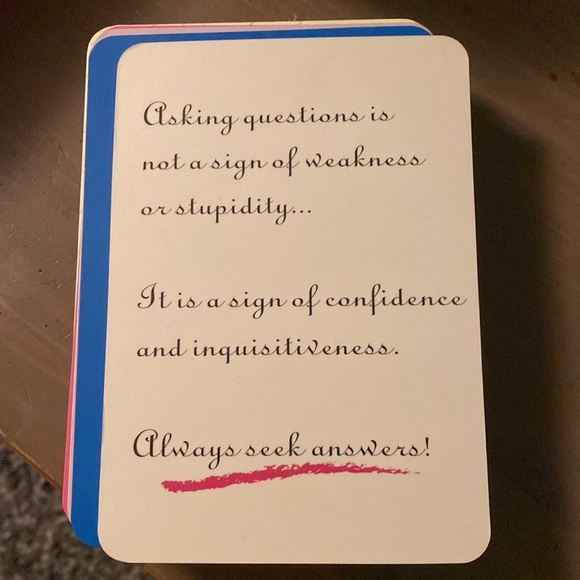 Asking questions is
not a sign of weakness
or stupidity...
It is a sign of confidence
and inquisitiveness.
Always seek answers!